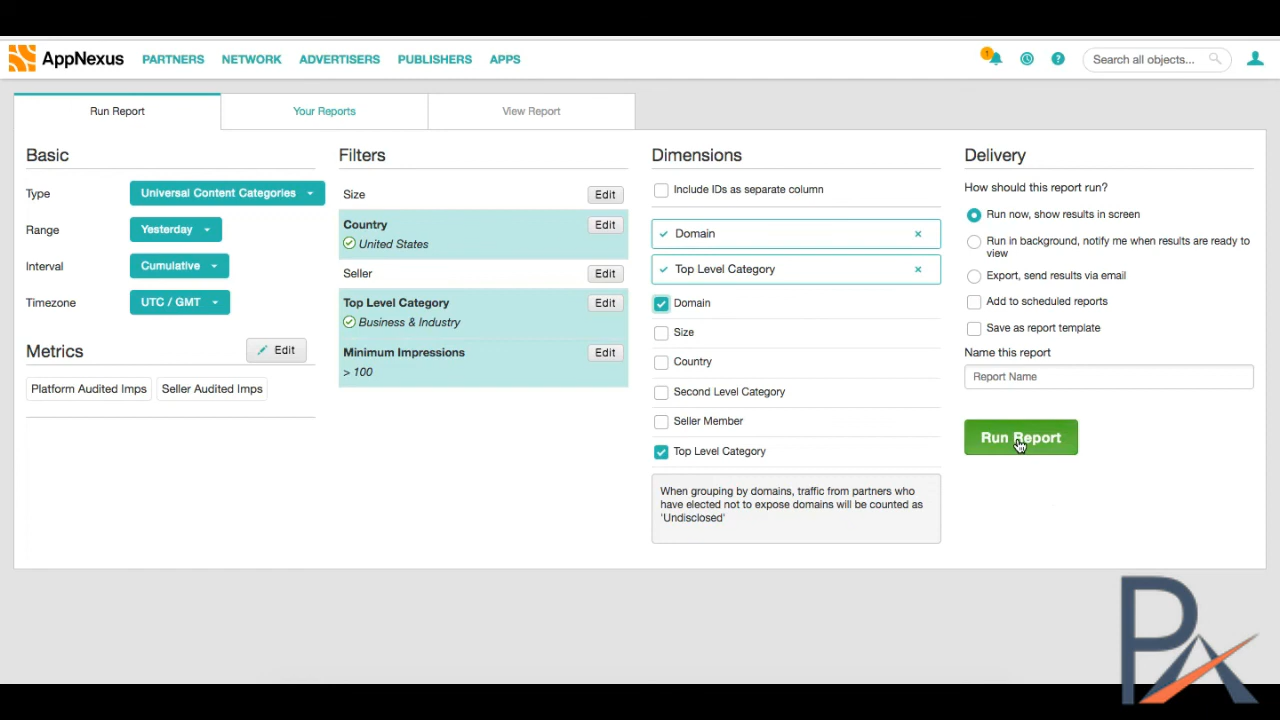 AppNexus PARTNERS NETWORK ADVERTISERS PUBLISHERS APPS 1 ? Search all objects...
Run Report Your Reports View Report
Basic
Type Universal Content Categories
Range Yesterday
Interval Cumulative
Timezone UTC / GMT
Metrics Edit
Platform Audited Imps Seller Audited Imps
Filters
Size Edit
Country Edit
United States
Seller Edit
Top Level Category Edit
Business & Industry
Minimum Impressions Edit
> 100
Dimensions
Include IDs as separate column
Domain ×
Top Level Category ×
Domain
Size
Country
Second Level Category
Seller Member
Top Level Category
When grouping by domains, traffic from partners who
have elected not to expose domains will be counted as
'Undisclosed'
Delivery
How should this report run?
Run now, show results in screen
Run in background, notify me when results are ready to
view
Export, send results via email
Add to scheduled reports
Save as report template
Name this report
Report Name
Run Report
PA